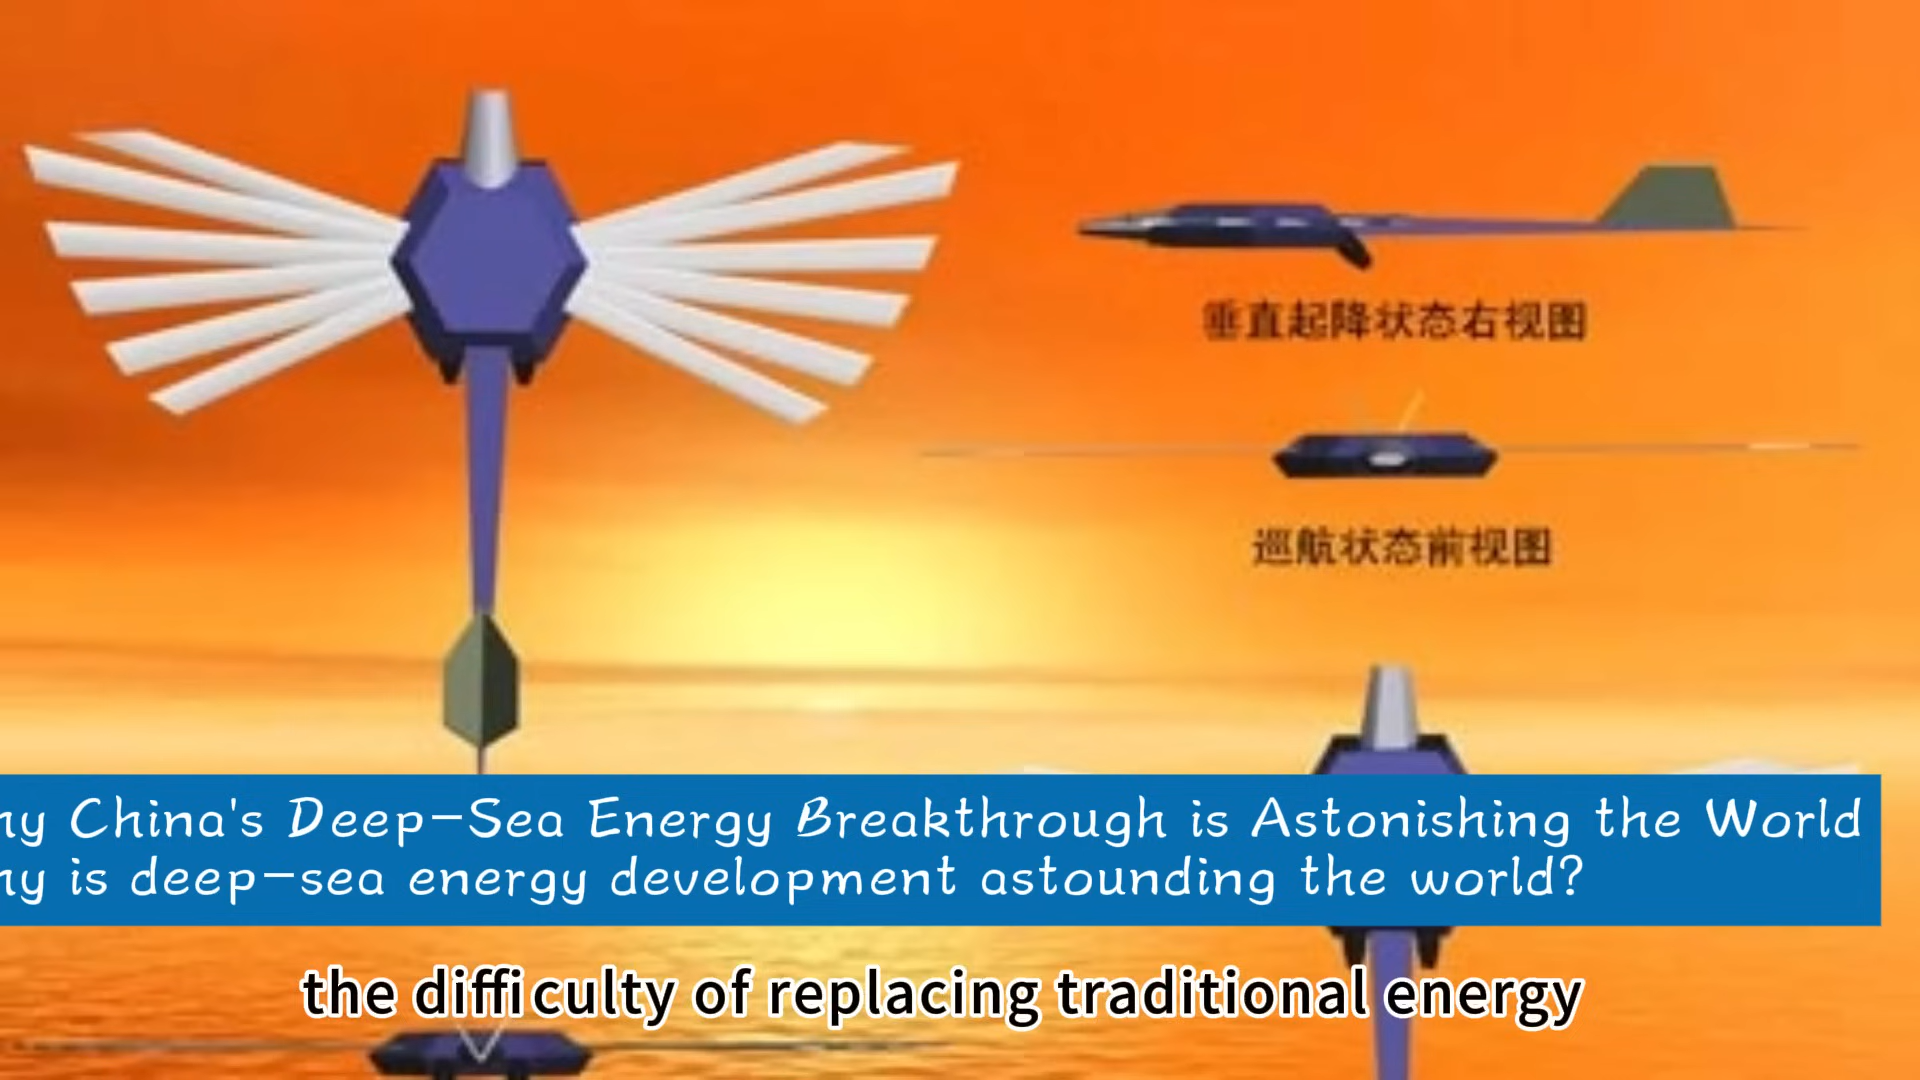 垂直起降状态右视图
巡航状态前视图
hy China's Deep-Sea Energy Breakthrough is Astonishing the World
hy is deep-sea energy development astounding the world?
the difficulty of replacing traditional energy